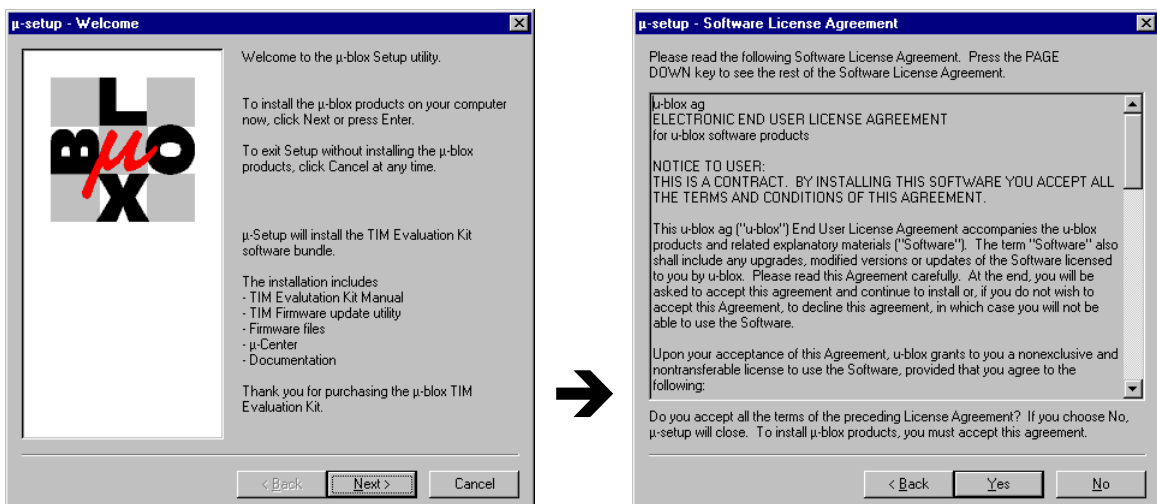 µ-setup - Welcome
Welcome to the µ-blox Setup utility.
To install the µ-blox products on your computer
now, click Next or press Enter.
To exit Setup without installing the µ-blox
products, click Cancel at any time.
µ-Setup will install the TIM Evaluation Kit
software bundle.
The installation includes
- TIM Evalutation Kit Manual
- TIM Firmware update utility
- Firmware files
- µ-Center
- Documentation
Thank you for purchasing the µ-blox TIM
Evaluation Kit.
BLµOX
< Back
Next >
Cancel
µ-setup - Software License Agreement
Please read the following Software License Agreement. Press the PAGE
DOWN key to see the rest of the Software License Agreement.
u-blox ag
ELECTRONIC END USER LICENSE AGREEMENT
for u-blox software products
NOTICE TO USER:
THIS IS A CONTRACT. BY INSTALLING THIS SOFTWARE YOU ACCEPT ALL
THE TERMS AND CONDITIONS OF THIS AGREEMENT.
This u-blox ag ("u-blox") End User License Agreement accompanies the u-blox
products and related explanatory materials ("Software"). The term "Software" also
shall include any upgrades, modified versions or updates of the Software licensed
to you by u-blox. Please read this Agreement carefully. At the end, you will be
asked to accept this agreement and continue to install or, if you do not wish to
accept this Agreement, to decline this agreement, in which case you will not be
able to use the Software.
Upon your acceptance of this Agreement, u-blox grants to you a nonexclusive and
nontransferable license to use the Software, provided that you agree to the
following:
Do you accept all the terms of the preceding License Agreement? If you choose No,
µ-setup will close. To install µ-blox products, you must accept this agreement.
< Back
Yes
No